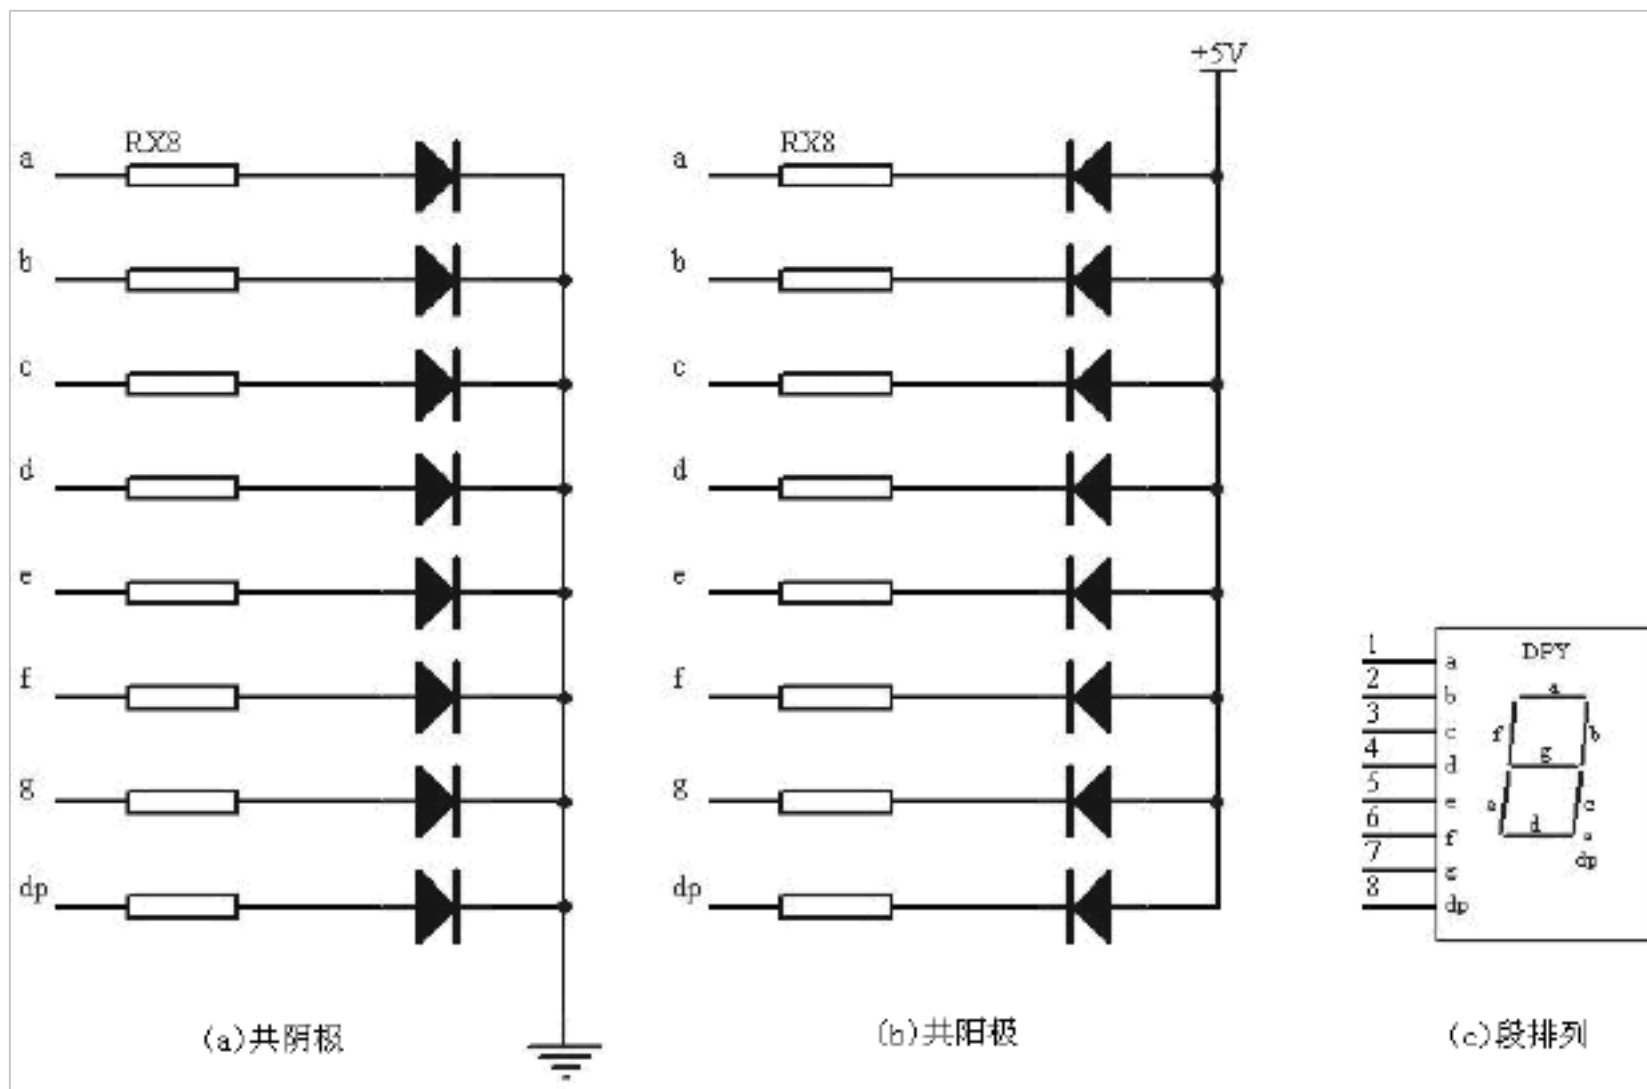 RX8
a
b
c
d
e
f
g
dp
(a)共阴极
+5V
RX8
a
b
c
d
e
f
g
dp
(b)共阳极
DPY
1 a
2 b
3 c
4 d
5 e
6 f
7 g
8 dp
a
f b
g
e c
d
dp
(c)段排列